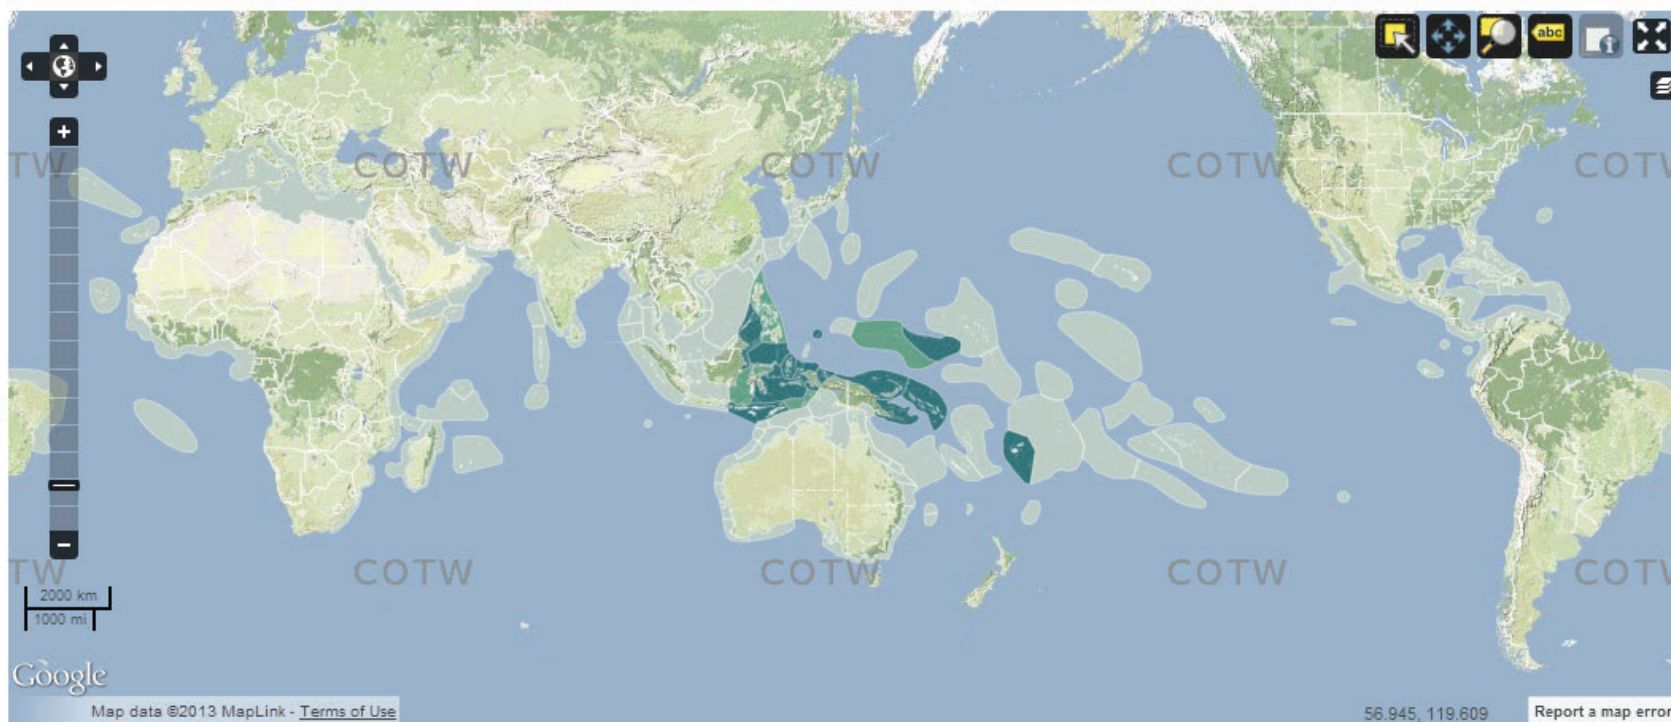 abc
TW COTW COTW COTW COTW
TW COTW COTW COTW COTW
2000 km
1000 mi
Google
Map data ©2013 MapLink - Terms of Use
56.945, 119.609
Report a map error